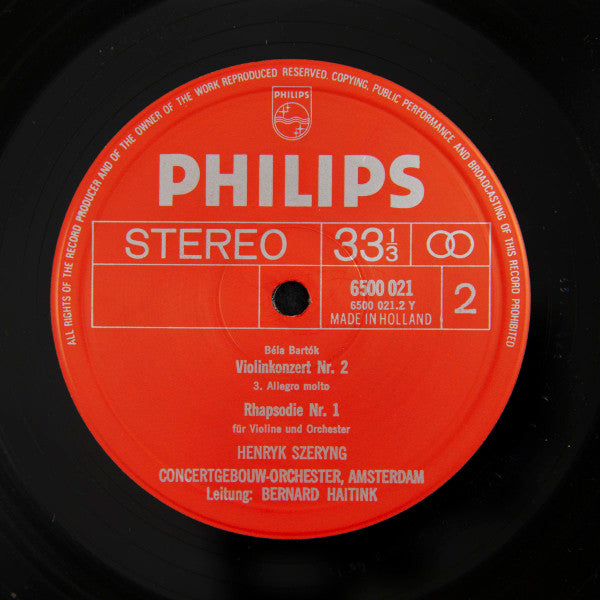 ALL RIGHTS OF THE RECORD PRODUCER AND OF THE OWNER OF THE WORK REPRODUCED RESERVED. COPYING, PUBLIC PERFORMANCE AND BROADCASTING OF THIS RECORD PROHIBITED
PHILIPS
PHILIPS
STEREO 33 1/3
6500 021
6500 021.2 Y
MADE IN HOLLAND
2
Béla Bartók
Violinkonzert Nr. 2
3. Allegro molto
Rhapsodie Nr. 1
für Violine und Orchester
HENRYK SZERYNG
CONCERTGEBOUW-ORCHESTER, AMSTERDAM
Leitung: BERNARD HAITINK